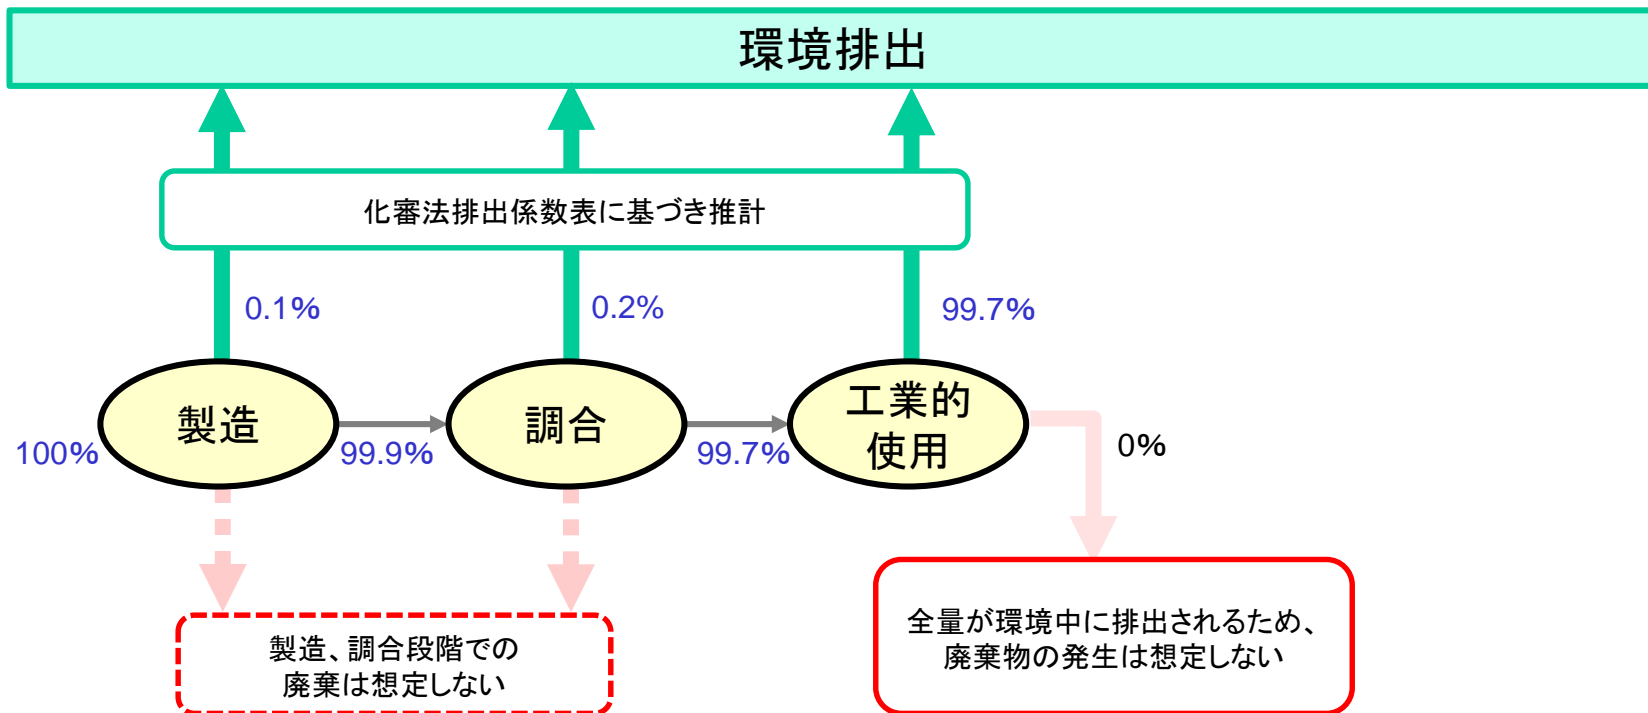 環境排出
化審法排出係数表に基づき推計
0.1%
0.2%
99.7%
製造
調合
工業的
使用
100%
99.9%
99.7%
0%
製造、調合段階での
廃棄は想定しない
全量が環境中に排出されるため、
廃棄物の発生は想定しない